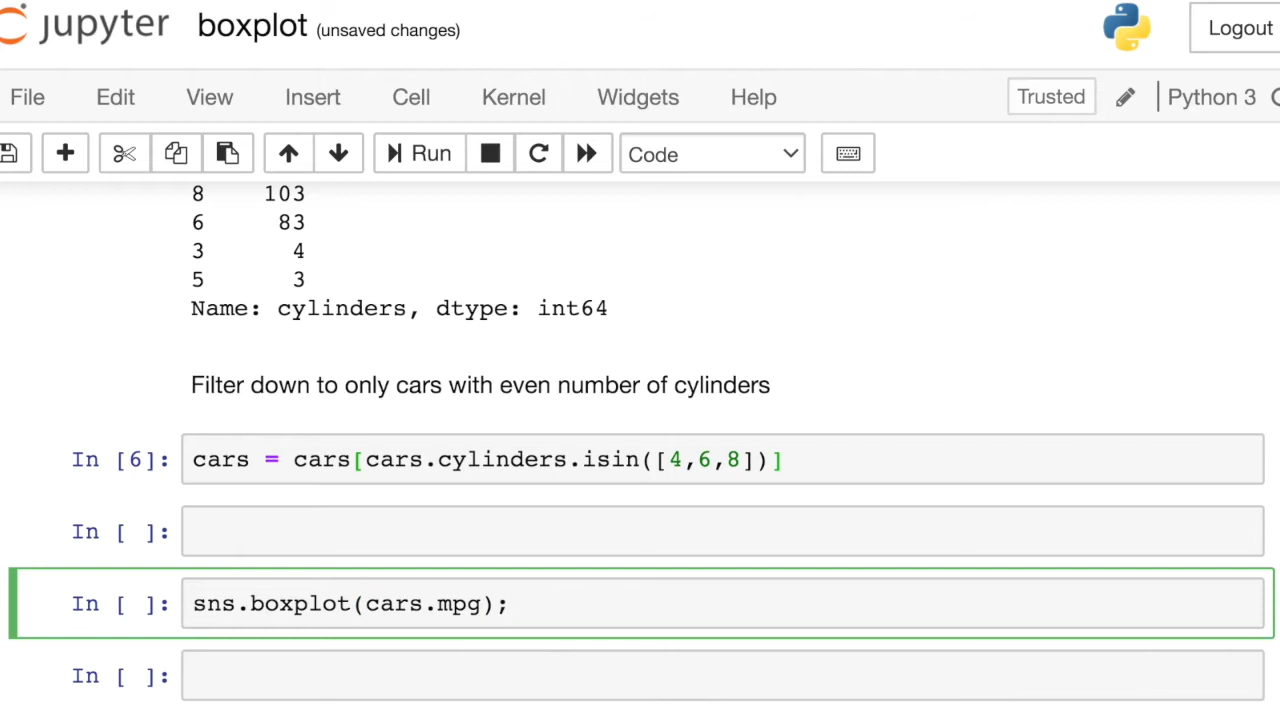 jupyter boxplot (unsaved changes) Logout
File Edit View Insert Cell Kernel Widgets Help Trusted Python 3
Run Code
8 103
6 83
3 4
5 3
Name: cylinders, dtype: int64
Filter down to only cars with even number of cylinders
In [6]: cars = cars[cars.cylinders.isin([4,6,8])]
In [ ]:
In [ ]: sns.boxplot(cars.mpg);
In [ ]: